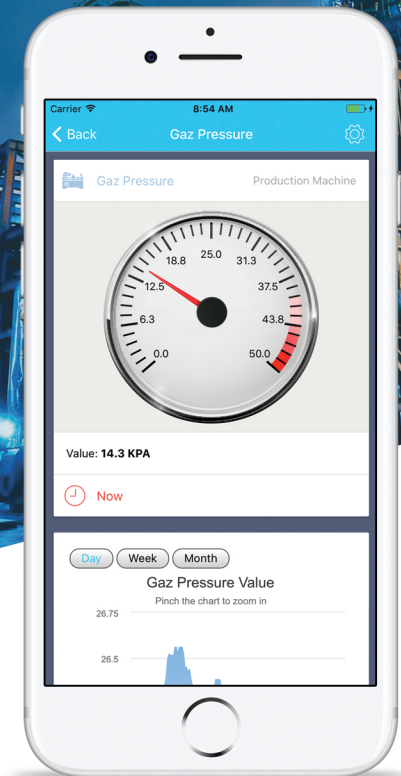 Carrier 8:54 AM
Back Gaz Pressure
Gaz Pressure Production Machine
18.8 25.0 31.3
12.5 37.5
6.3 43.8
0.0 50.0
Value: 14.3 KPA
Now
Day Week Month
Gaz Pressure Value
Pinch the chart to zoom in
26.75
26.5